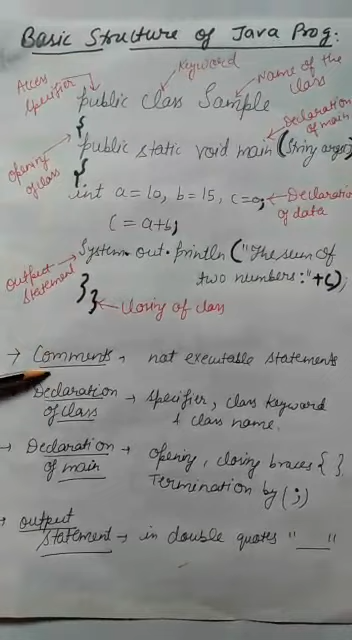 Basic Structure of Java Prog:
Access Specifier
Keyword
Name of the class
public class Sample
Declaration of main
{
Opening of class
public static void main (String args)
{
int a=10, b=15, c=0;
Declaration of data
C = a+b;
System.out.println ("The sum of
two numbers:"+c);
Output Statement
}}
Closing of class
→ Comments → not executable statements
Declaration of class → specifier, class keyword
+ class name.
→ Declaration of main → opening, closing braces { }.
Termination by (;)
→ output statement → in double quotes "___"